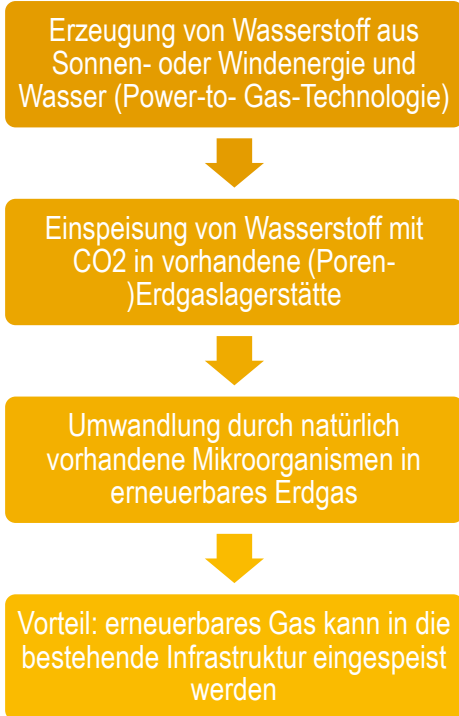 Erzeugung von Wasserstoff aus
Sonnen- oder Windenergie und
Wasser (Power-to- Gas-Technologie)
Einspeisung von Wasserstoff mit
CO2 in vorhandene (Poren-
)Erdgaslagerstätte
Umwandlung durch natürlich
vorhandene Mikroorganismen in
erneuerbares Erdgas
Vorteil: erneuerbares Gas kann in die
bestehende Infrastruktur eingespeist
werden